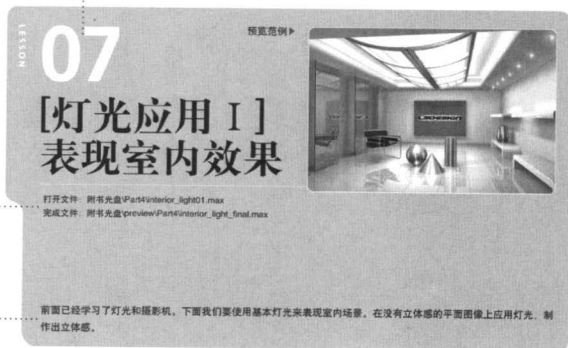 LESSON
07
预览范例▶
[灯光应用 I]
表现室内效果
打开文件：附书光盘\Part4\interior_light01.max
完成文件：附书光盘\preview\Part4\interior_light_final.max
前面已经学习了灯光和摄影机，下面我们要使用基本灯光来表现室内场景。在没有立体感的平面图像上应用灯光，制
作出立体感。